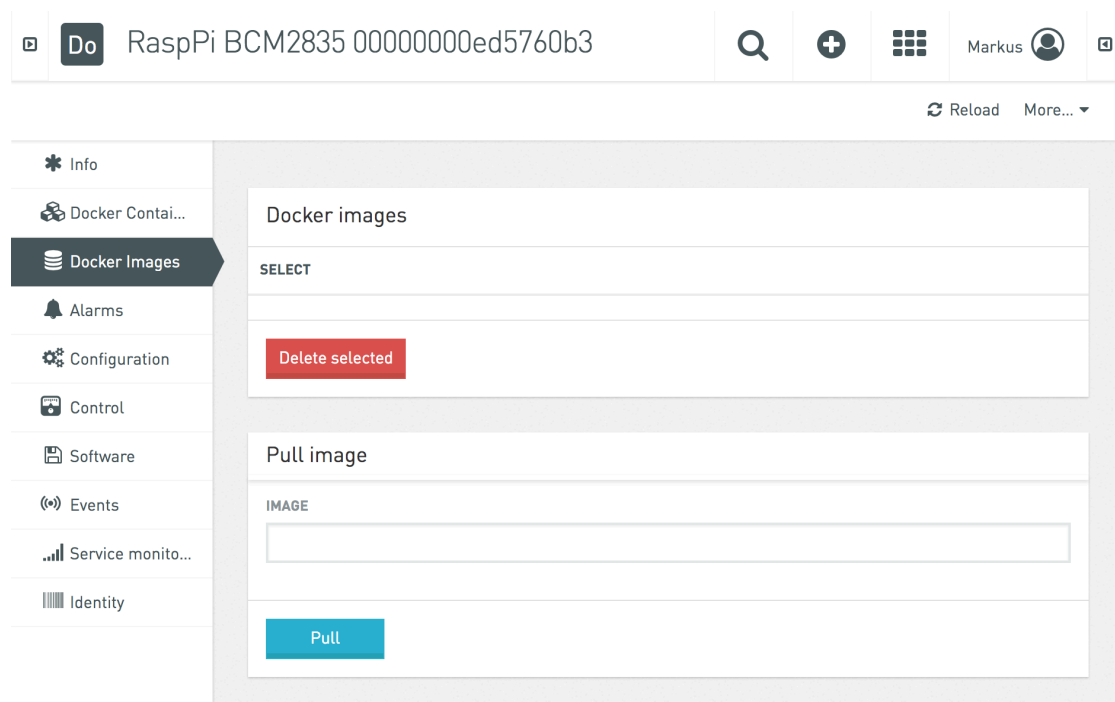 Do RaspPi BCM2835 00000000ed5760b3 Markus
Reload More...
Info
Docker Contai...
Docker Images
Alarms
Configuration
Control
Software
Events
Service monito...
Identity
Docker images
SELECT
Delete selected
Pull image
IMAGE
Pull